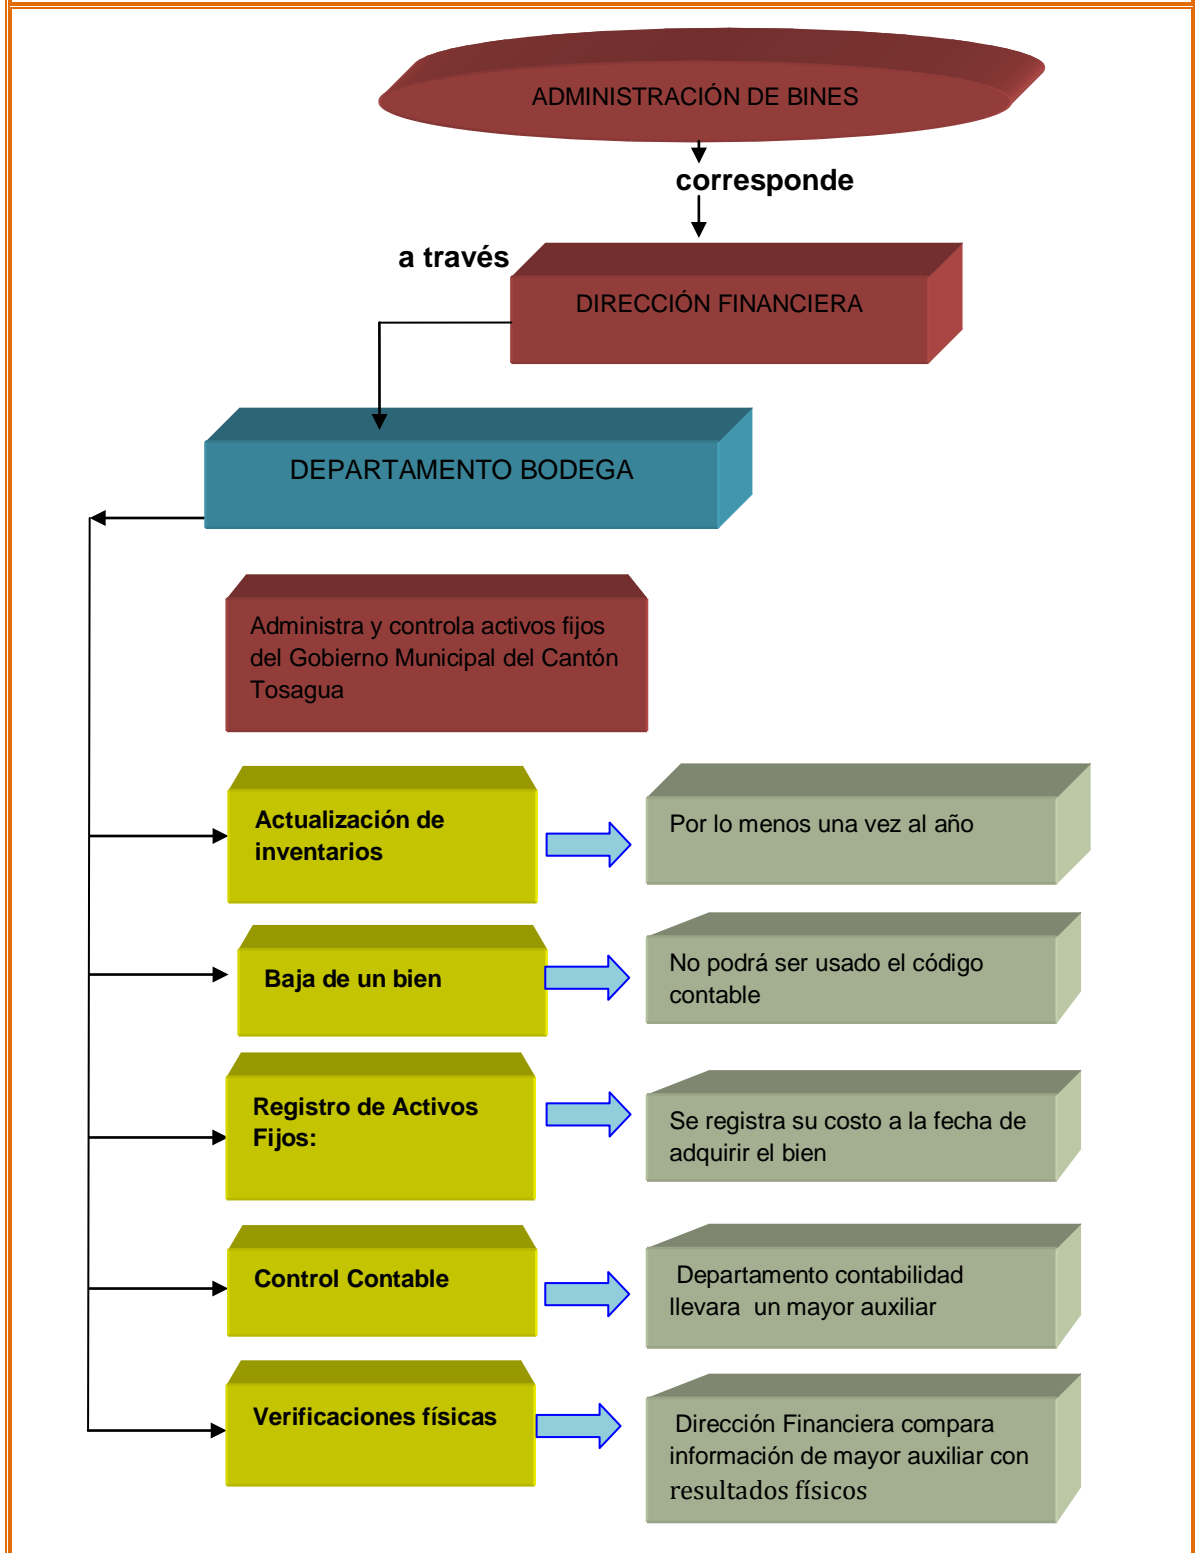 ADMINISTRACIÓN DE BINES
corresponde
a través
DIRECCIÓN FINANCIERA
DEPARTAMENTO BODEGA
Administra y controla activos fijos
del Gobierno Municipal del Cantón
Tosagua
Actualización de
inventarios
Por lo menos una vez al año
Baja de un bien
No podrá ser usado el código
contable
Registro de Activos
Fijos:
Se registra su costo a la fecha de
adquirir el bien
Control Contable
Departamento contabilidad
llevara un mayor auxiliar
Verificaciones físicas
Dirección Financiera compara
información de mayor auxiliar con
resultados físicos